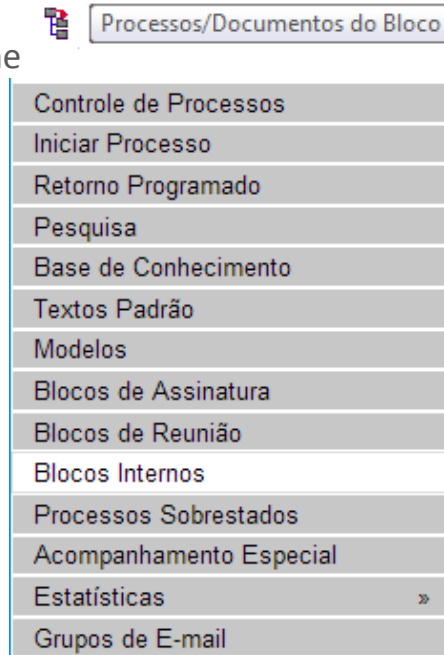 Processos/Documentos do Bloco
Controle de Processos
Iniciar Processo
Retorno Programado
Pesquisa
Base de Conhecimento
Textos Padrão
Modelos
Blocos de Assinatura
Blocos de Reunião
Blocos Internos
Processos Sobrestados
Acompanhamento Especial
Estatísticas »
Grupos de E-mail